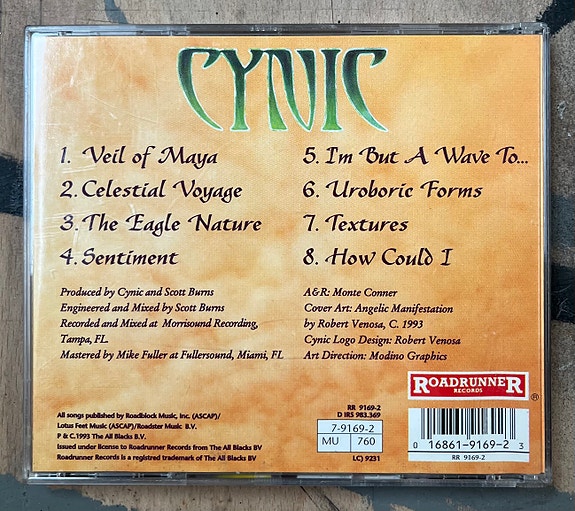 CYNIC
1. Veil of Maya
2. Celestial Voyage
3. The Eagle Nature
4. Sentiment
5. I'm But A Wave To...
6. Uroboric Forms
7. Textures
8. How Could I
Produced by Cynic and Scott Burns
Engineered and Mixed by Scott Burns
Recorded and Mixed at Morrisound Recording,
Tampa, FL.
Mastered by Mike Fuller at Fullersound, Miami, FL
A&R: Monte Conner
Cover Art: Angelic Manifestation
by Robert Venosa, C. 1993
Cynic Logo Design: Robert Venosa
Art Direction: Modino Graphics
ROADRUNNER
RECORDS
®
All songs published by Roadblock Music, Inc. (ASCAP)/
Lotus Feet Music (ASCAP)/Roadster Music B.V.
P & C.1993 The All Blacks B.V.
Issued under license to Roadrunner Records from The All Blacks BV
Roadrunner Records is a registred trademark of The All Blacks BV
RR 9169-2
D IRS 983.369
7-9169-2
MU 760
LC) 9231
0 16861-9169-2 3
RR 9169-2